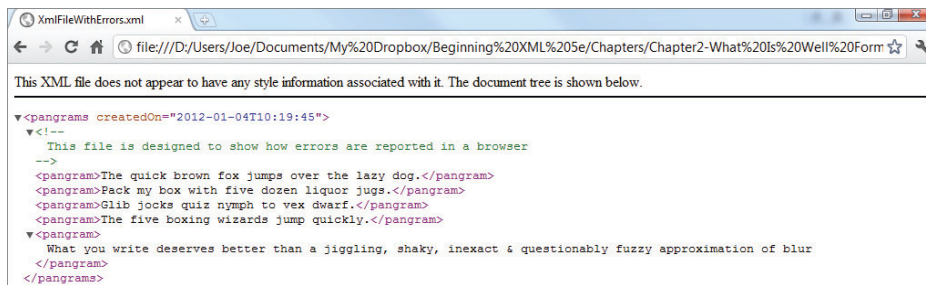 XmlFileWithErrors.xml
file:///D:/Users/Joe/Documents/My%20Dropbox/Beginning%20XML%205e/Chapters/Chapter2-What%20Is%20Well%20Form
This XML file does not appear to have any style information associated with it. The document tree is shown below.
▼<pangrams createdOn="2012-01-04T10:19:45">
▼<!--
This file is designed to show how errors are reported in a browser
-->
<pangram>The quick brown fox jumps over the lazy dog.</pangram>
<pangram>Pack my box with five dozen liquor jugs.</pangram>
<pangram>Glib jocks quiz nymph to vex dwarf.</pangram>
<pangram>The five boxing wizards jump quickly.</pangram>
▼<pangram>
What you write deserves better than a jiggling, shaky, inexact & questionably fuzzy approximation of blur
</pangram>
</pangrams>